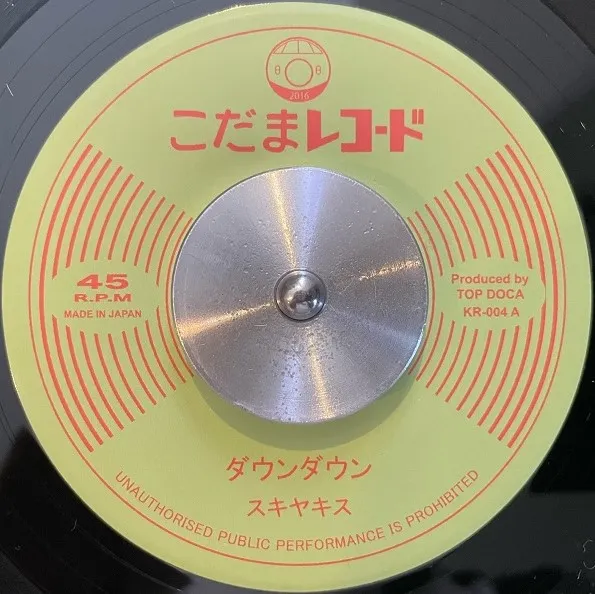 2016
こだまレコード
45
R.P.M
MADE IN JAPAN
Produced by
TOP DOCA
KR-004 A
ダウンダウン
スキヤキス
UNAUTHORISED PUBLIC PERFORMANCE IS PROHIBITED